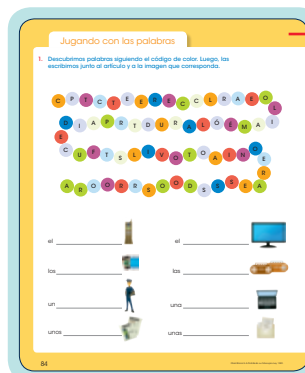 Jugando con las palabras
1. Descubrimos palabras siguiendo el código de color. Luego, las
escribimos junto al artículo y a la imagen que corresponda.
C P T C T E E R E C C L R A E O L
D I A P R T D U R A L Ó É M A I
E
C U F T S L I V O T O A I N O E
R
A R O O R R S O O D S S S E A
el
el
los
las
un
una
unos
unas
84